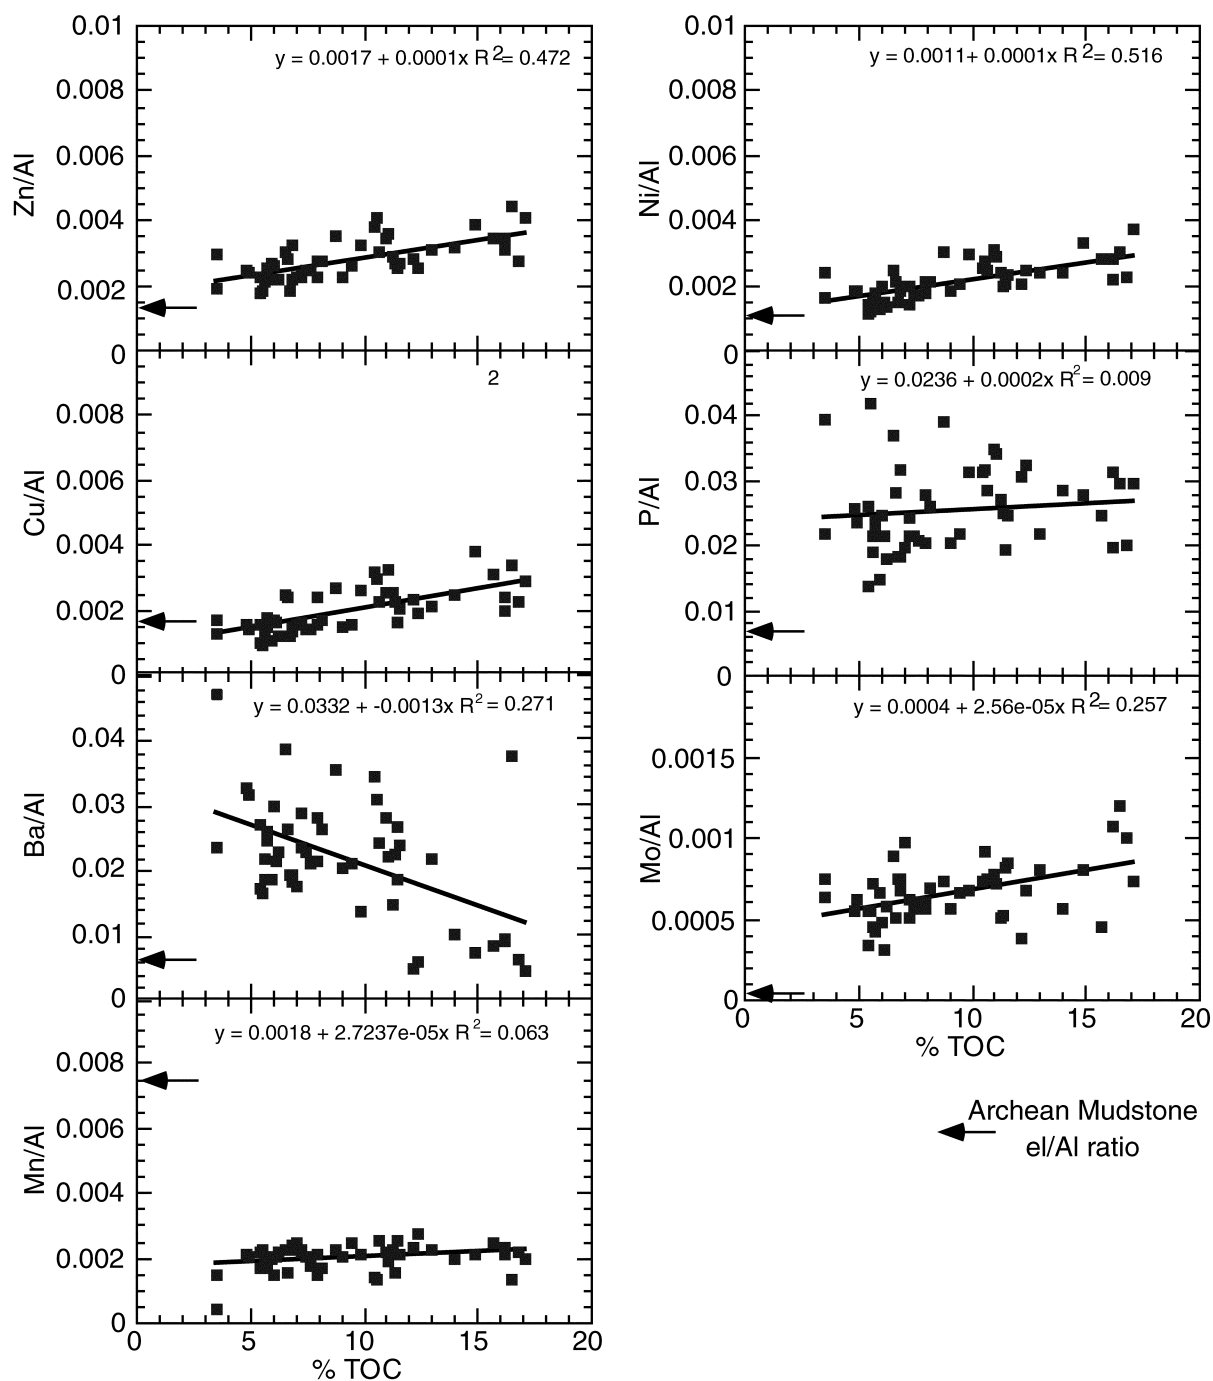 0.01
y = 0.0017 + 0.0001x R 2= 0.472
0.008
0.006
Zn/Al
0.004
0.002
0
2
0.008
0.006
Cu/Al
0.004
0.002
0
y = 0.0332 + -0.0013x R 2 = 0.271
0.04
0.03
Ba/Al
0.02
0.01
0
y = 0.0018 + 2.7237e-05x R 2= 0.063
0.008
0.006
Mn/Al
0.004
0.002
0
0 5 10 15 20
% TOC
0.01
y = 0.0011+ 0.0001x R 2= 0.516
0.008
0.006
Ni/Al
0.004
0.002
0
y = 0.0236 + 0.0002x R 2= 0.009
0.04
0.03
P/Al
0.02
0.01
0
y = 0.0004 + 2.56e-05x R 2= 0.257
0.0015
0.001
Mo/Al
0.0005
0
0 5 10 15 20
% TOC
Archean Mudstone
el/Al ratio